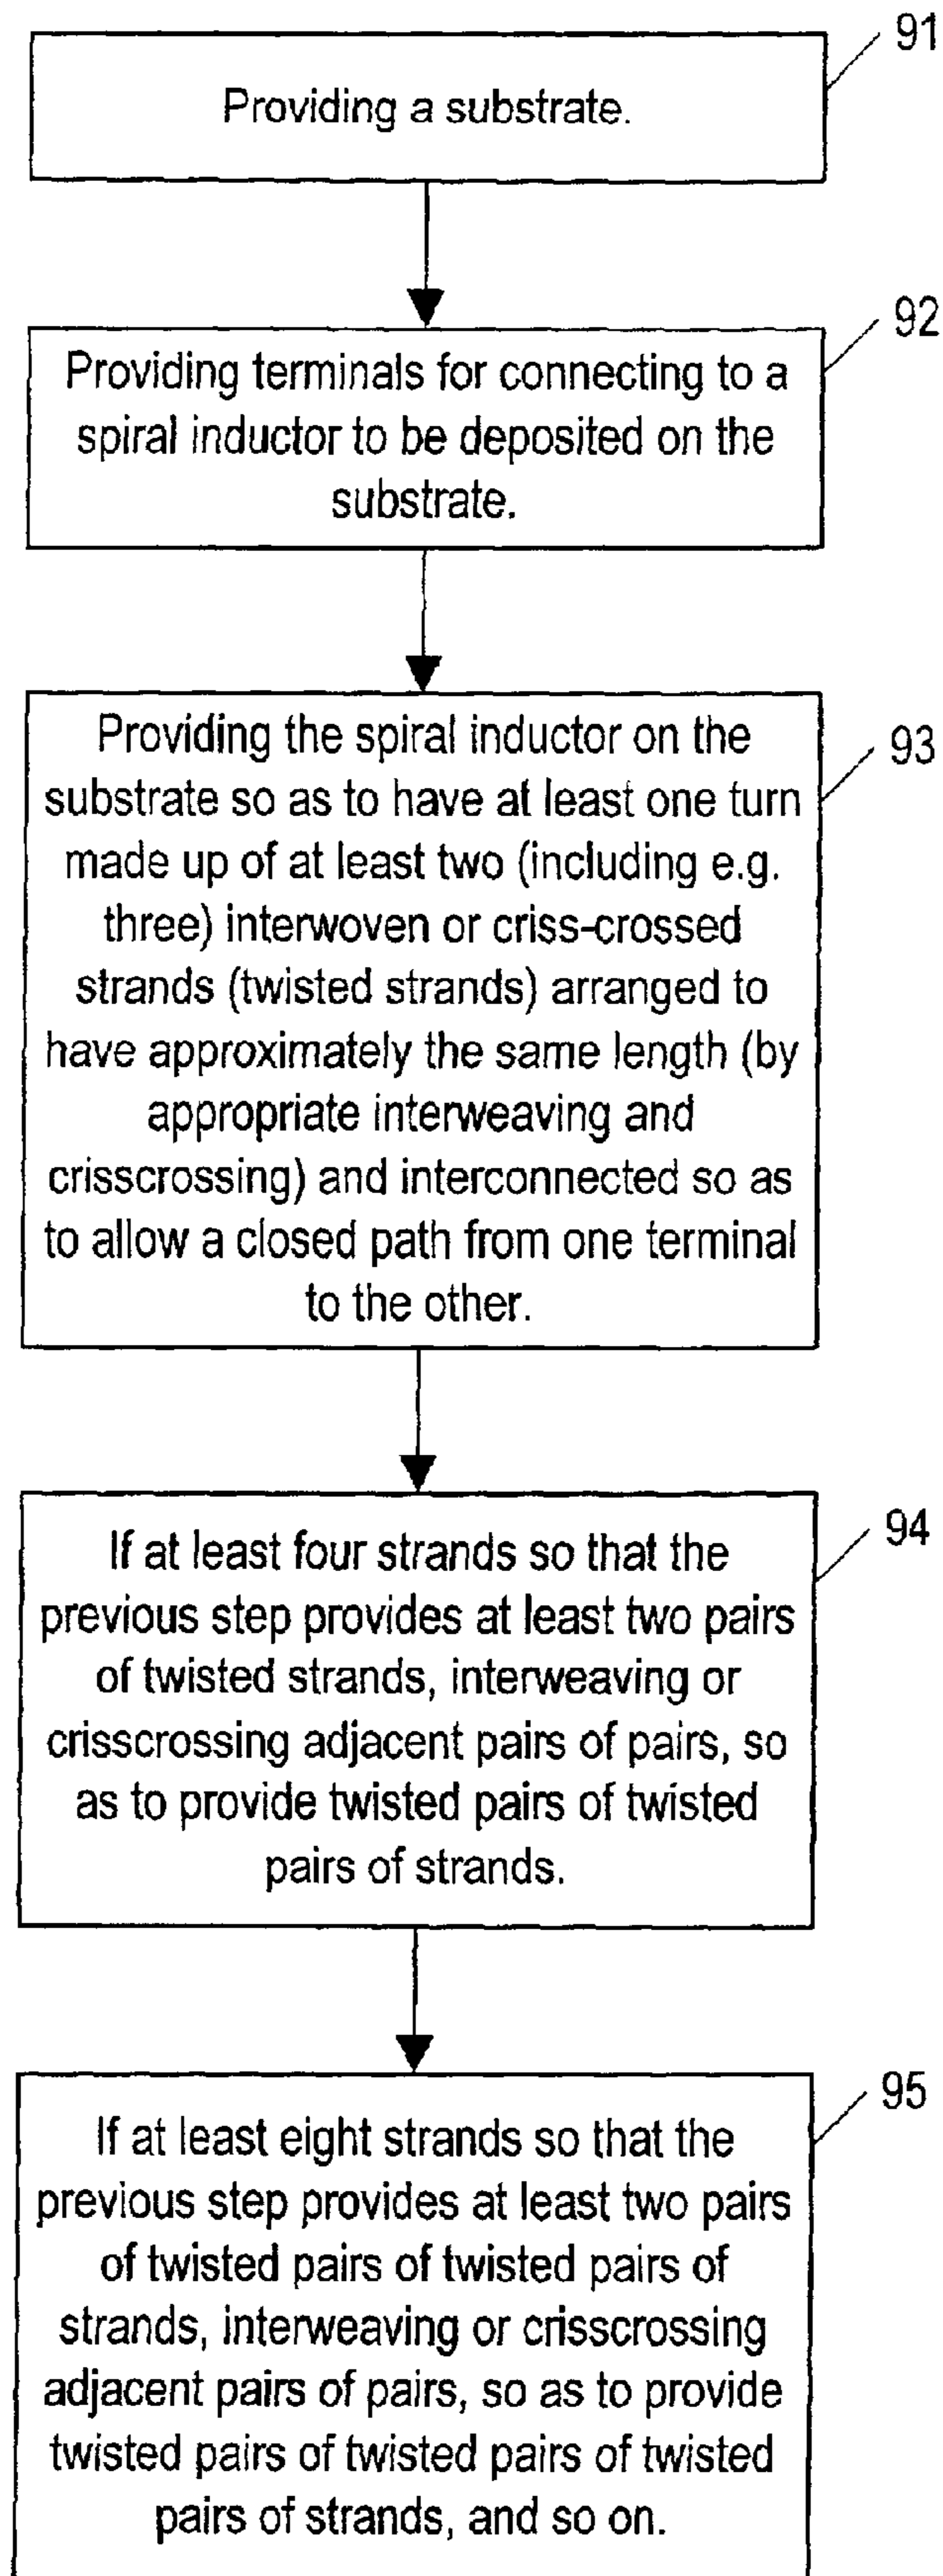 91
Providing a substrate.
92
Providing terminals for connecting to a
spiral inductor to be deposited on the
substrate.
93
Providing the spiral inductor on the
substrate so as to have at least one turn
made up of at least two (including e.g.
three) interwoven or criss-crossed
strands (twisted strands) arranged to
have approximately the same length (by
appropriate interweaving and
crisscrossing) and interconnected so as
to allow a closed path from one terminal
to the other.
94
If at least four strands so that the
previous step provides at least two pairs
of twisted strands, interweaving or
crisscrossing adjacent pairs of pairs, so
as to provide twisted pairs of twisted
pairs of strands.
95
If at least eight strands so that the
previous step provides at least two pairs
of twisted pairs of twisted pairs of
strands, interweaving or crisscrossing
adjacent pairs of pairs, so as to provide
twisted pairs of twisted pairs of twisted
pairs of strands, and so on.